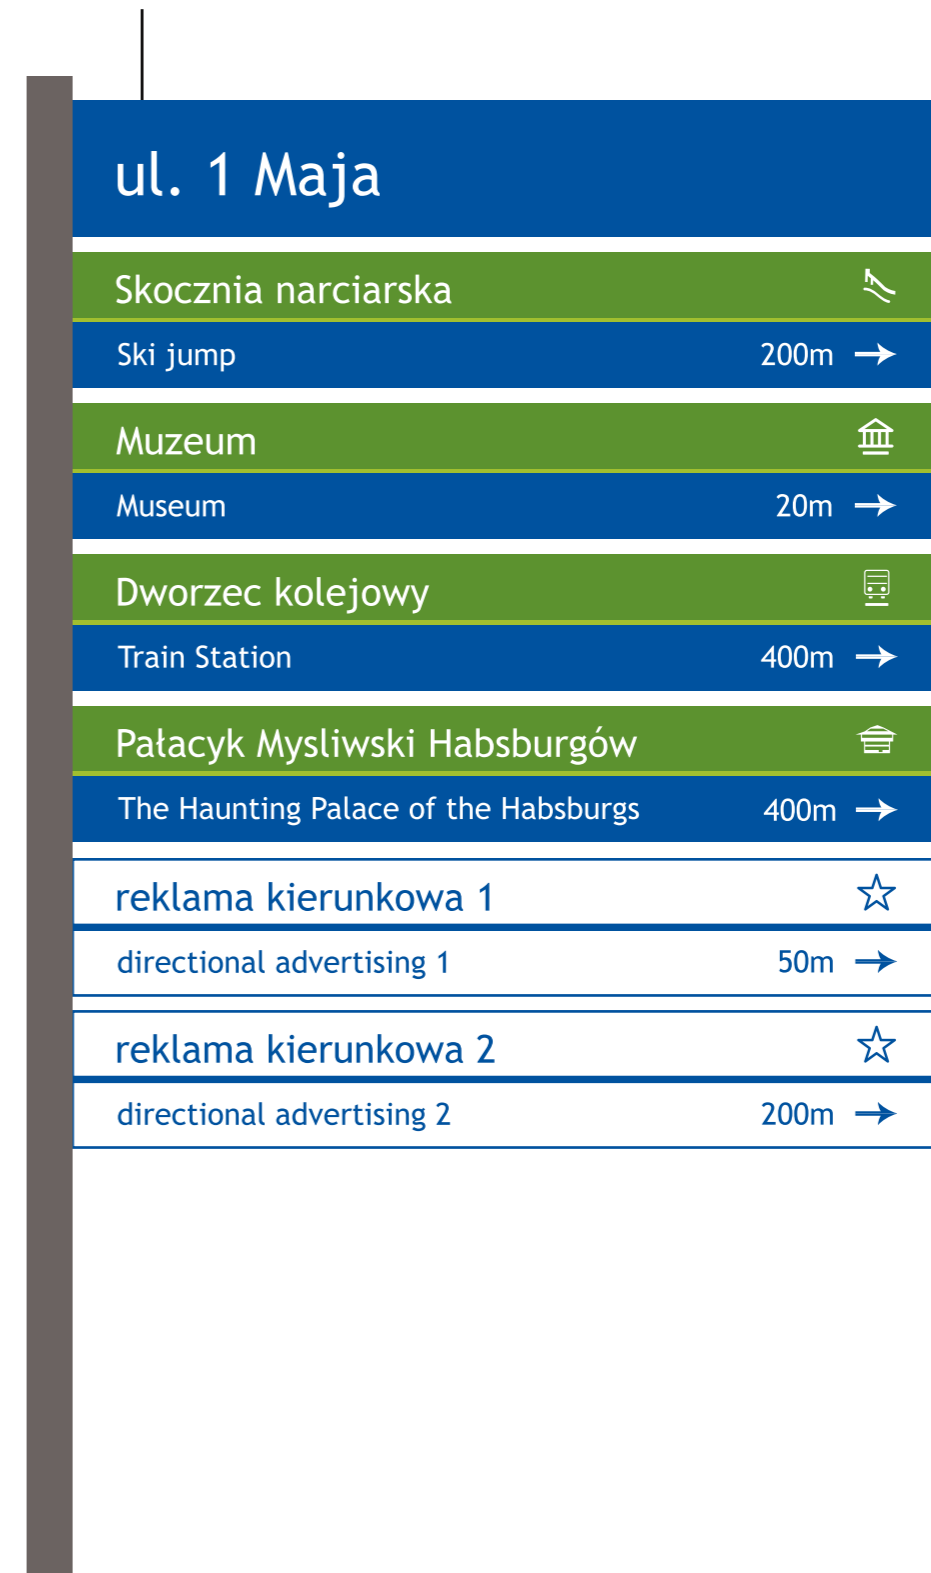 ul. 1 Maja
Skocznia narciarska
Ski jump 200m
Muzeum
Museum 20m
Dworzec kolejowy
Train Station 400m
Pałacyk Mysliwski Habsburgów
The Haunting Palace of the Habsburgs 400m
reklama kierunkowa 1
directional advertising 1 50m
reklama kierunkowa 2
directional advertising 2 200m